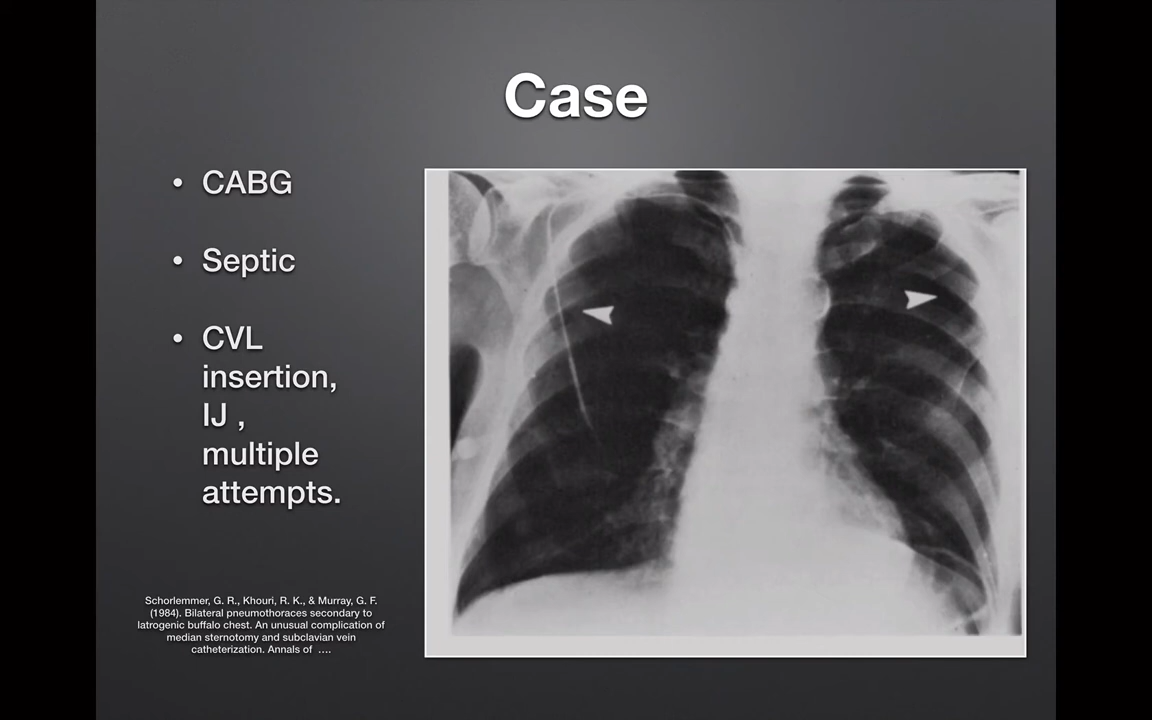 Case
• CABG
• Septic
• CVL
insertion,
IJ ,
multiple
attempts.
Schorlemmer, G. R., Khouri, R. K., & Murray, G. F.
(1984). Bilateral pneumothoraces secondary to
Iatrogenic buffalo chest. An unusual complication of
median sternotomy and subclavian vein
catheterization. Annals of ….